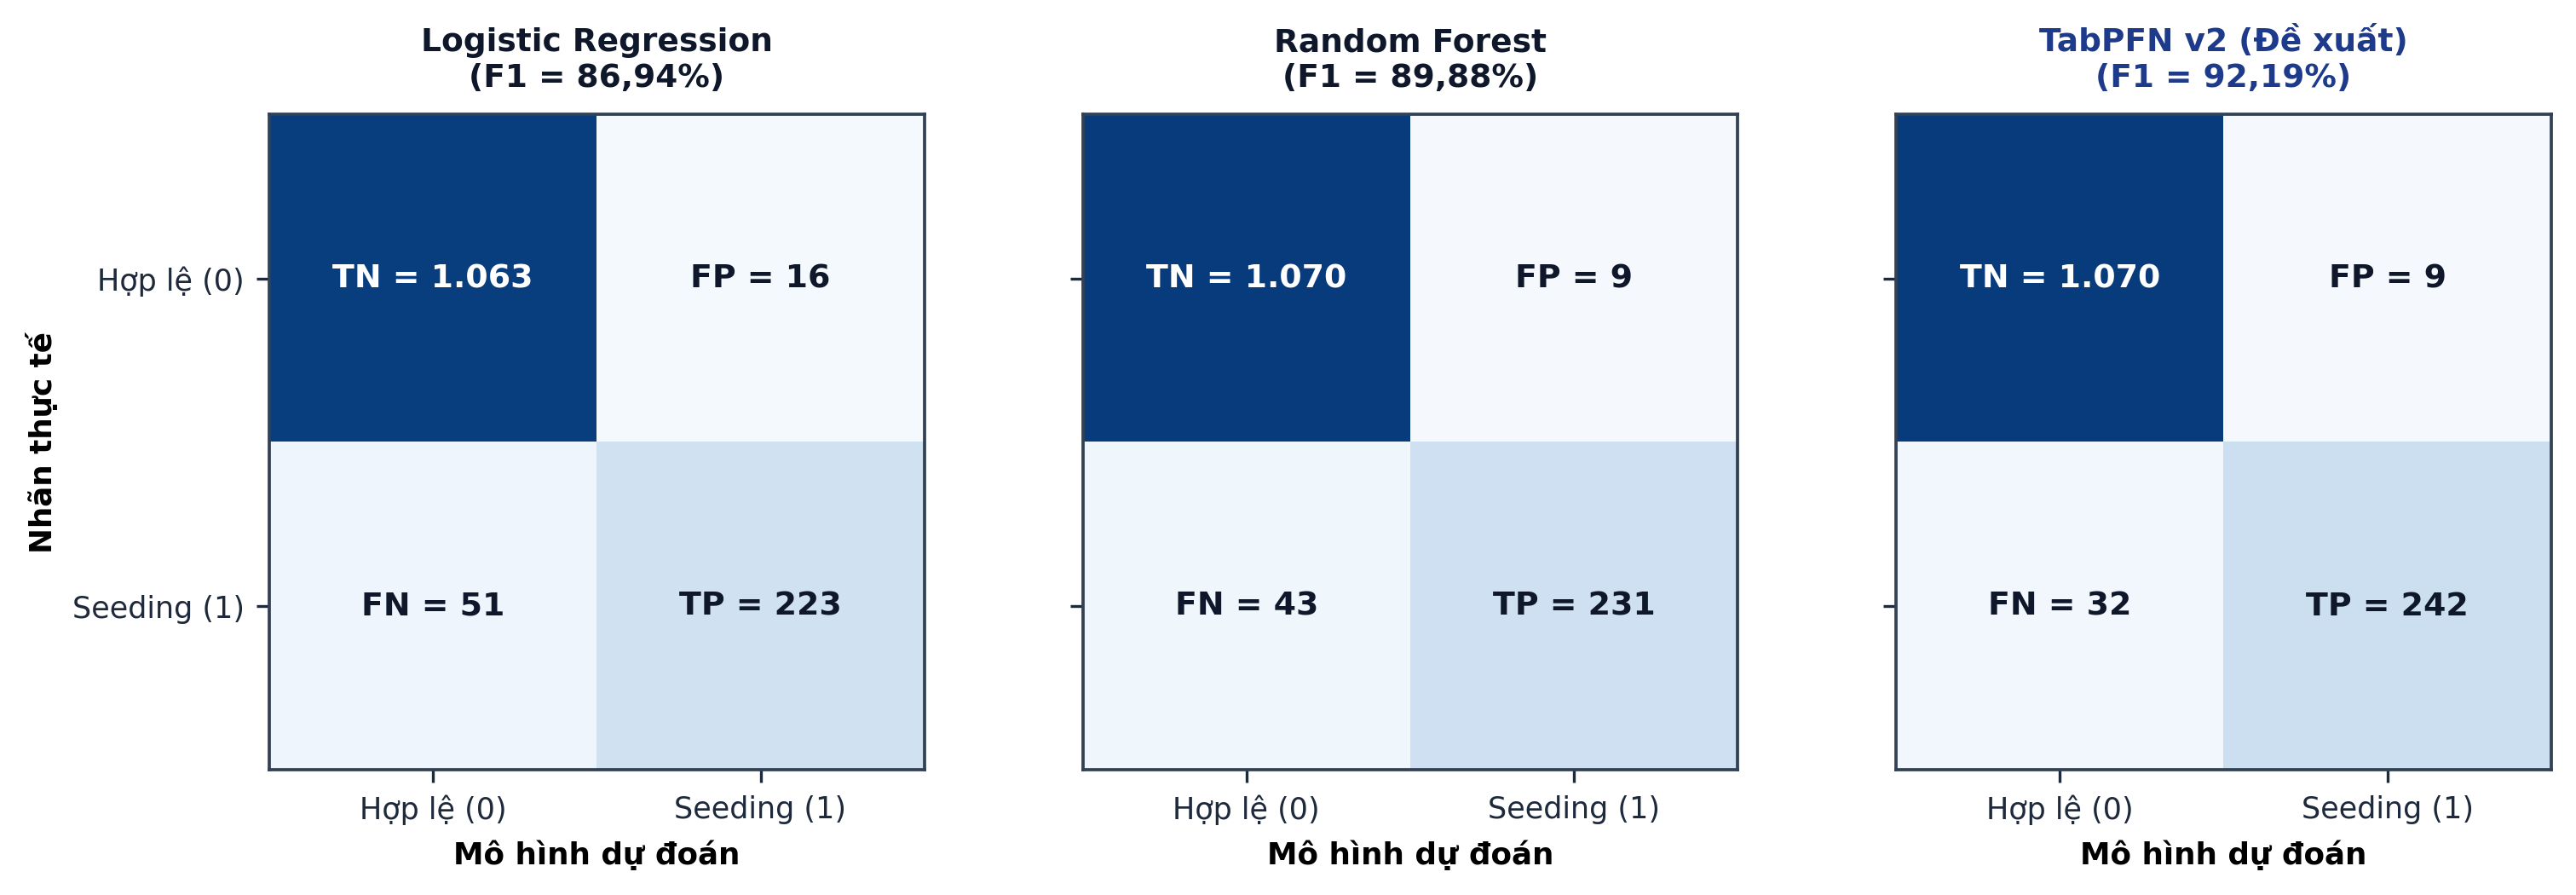 Logistic Regression
(F1 = 86,94%)
Random Forest
(F1 = 89,88%)
TabPFN v2 (Đề xuất)
(F1 = 92,19%)
Nhãn thực tế
Hợp lệ (0)
TN = 1.063
FP = 16
TN = 1.070
FP = 9
TN = 1.070
FP = 9
Seeding (1)
FN = 51
TP = 223
FN = 43
TP = 231
FN = 32
TP = 242
Hợp lệ (0)
Seeding (1)
Hợp lệ (0)
Seeding (1)
Hợp lệ (0)
Seeding (1)
Mô hình dự đoán
Mô hình dự đoán
Mô hình dự đoán